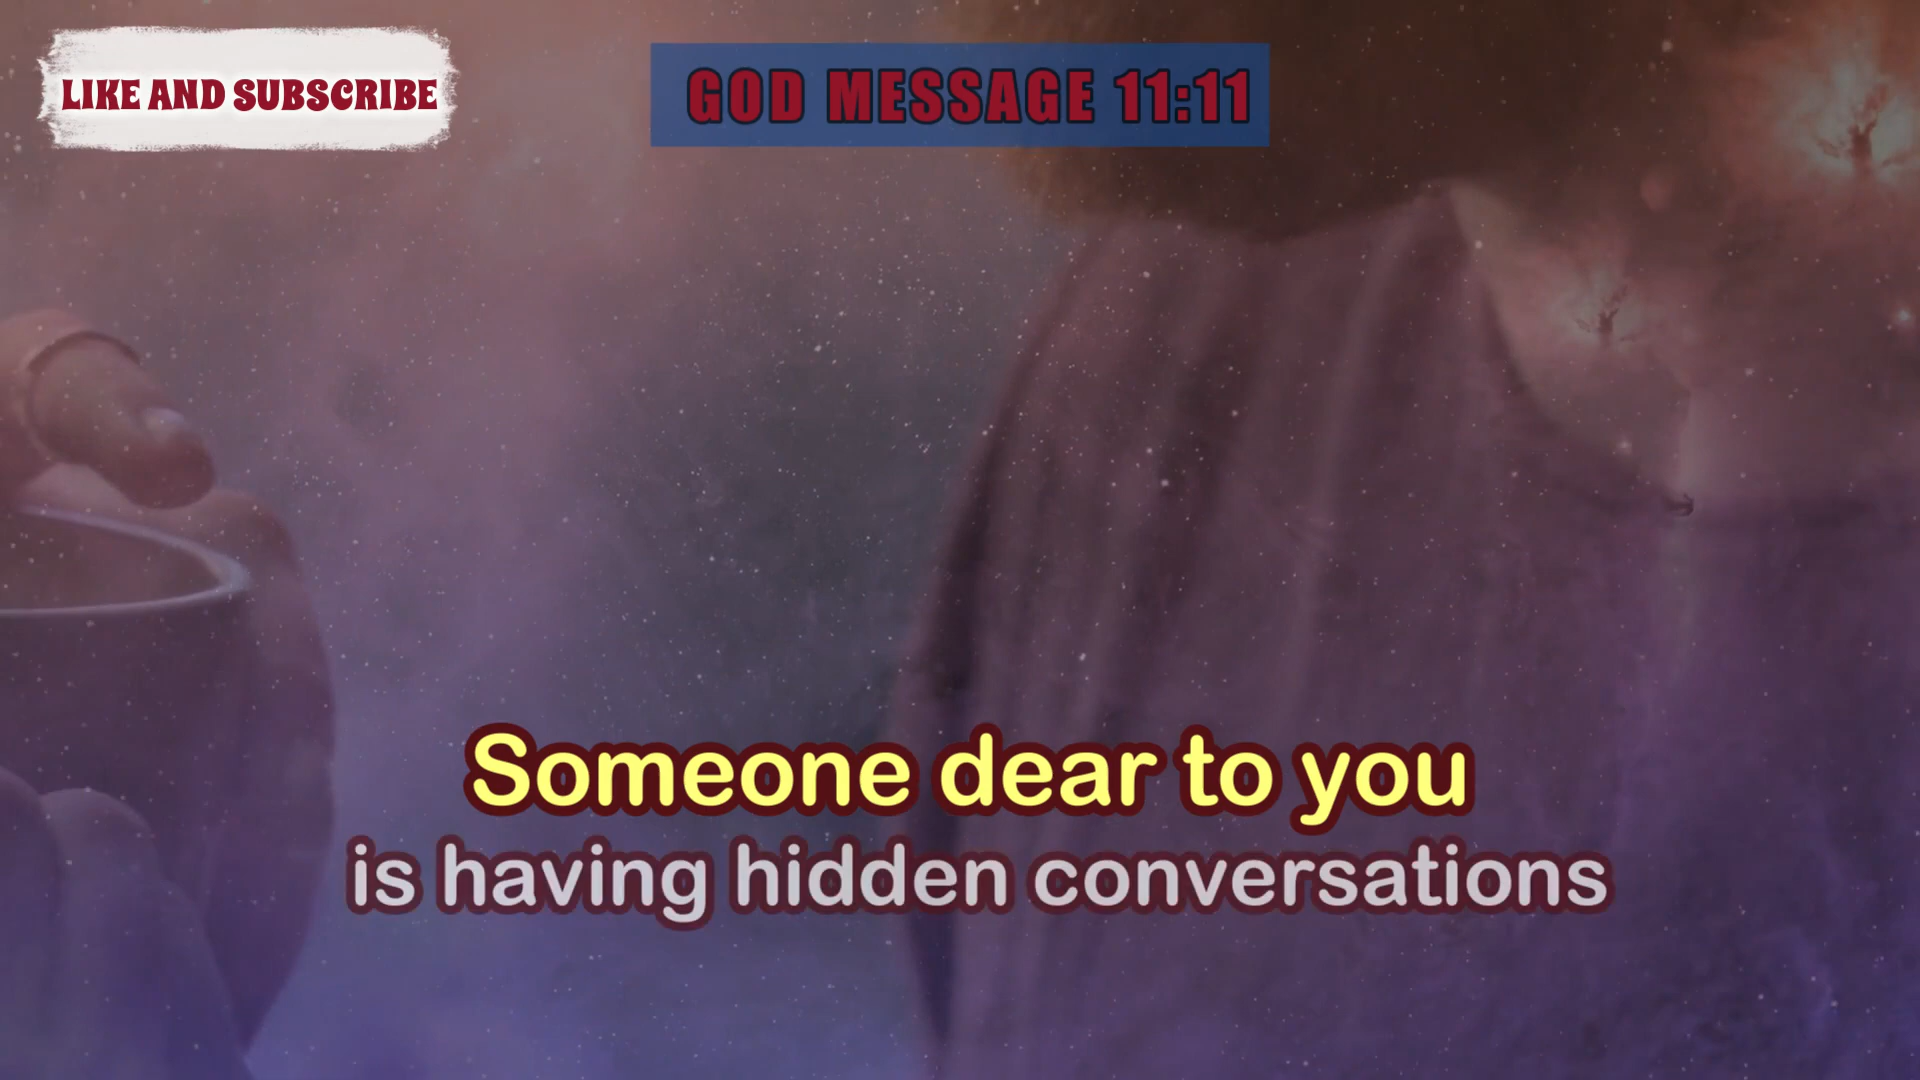 LIKE AND SUBSCRIBE
GOD MESSAGE 11:11
Someone dear to you
is having hidden conversations